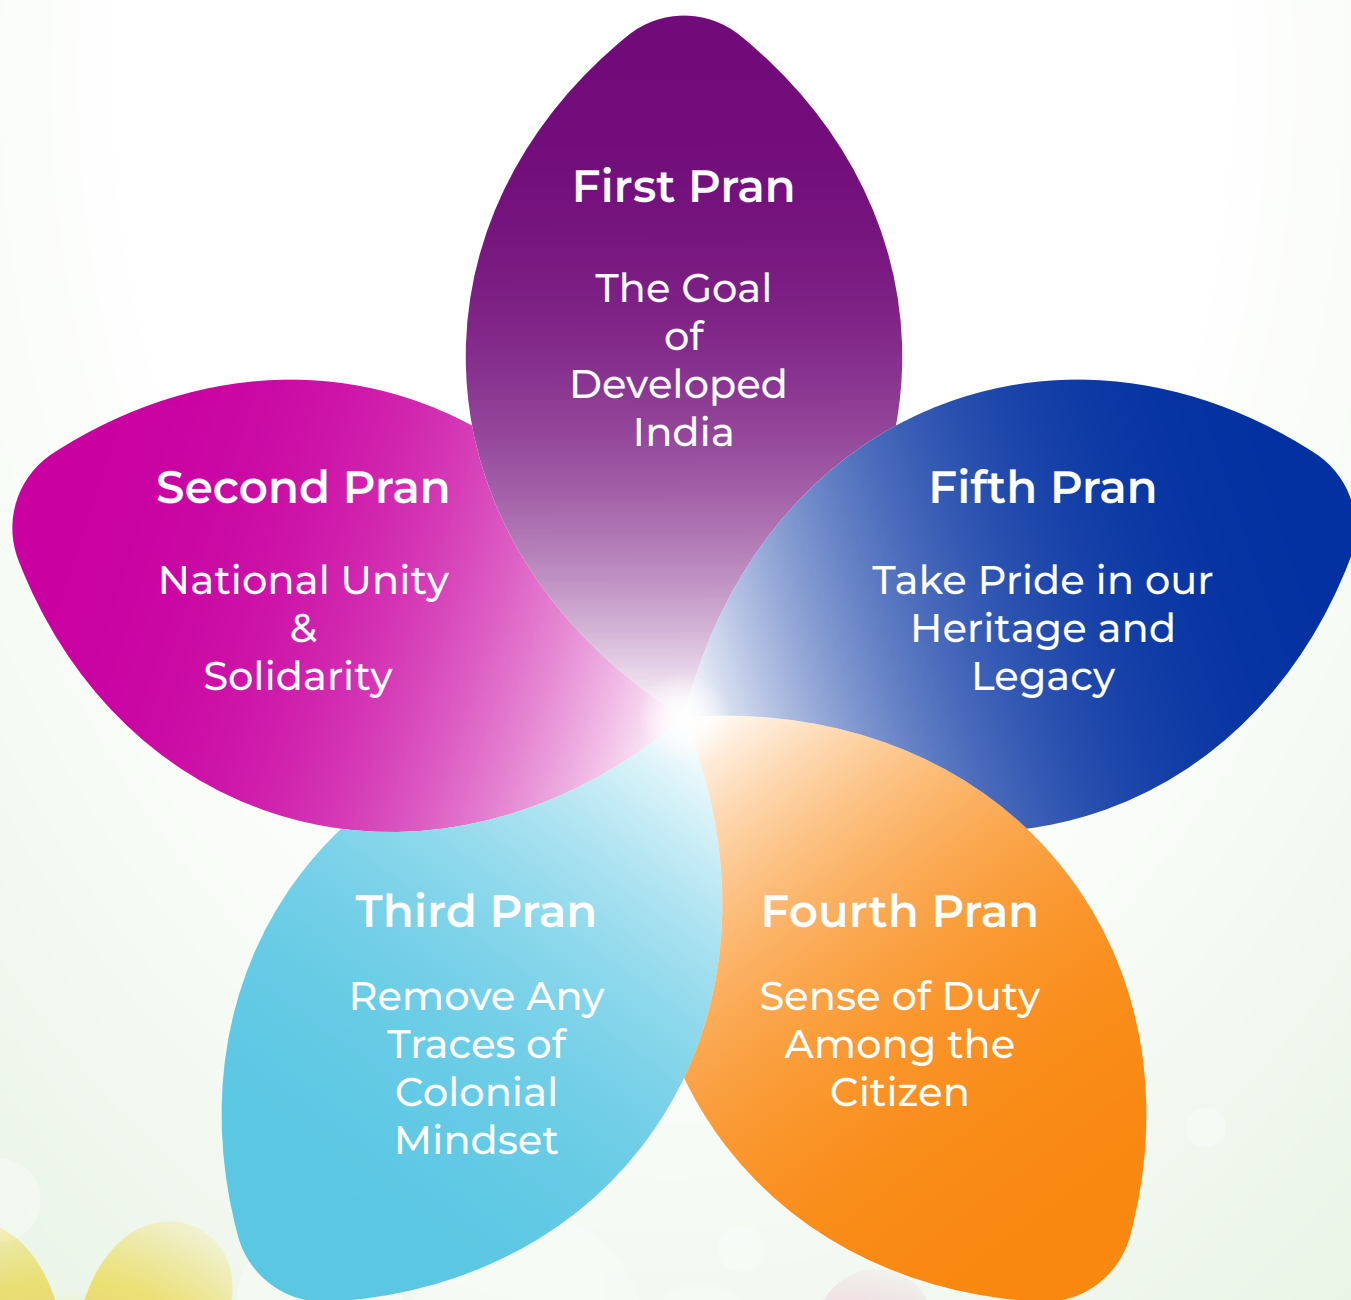 First Pran
The Goal
of
Developed
India
Second Pran
National Unity
&
Solidarity
Third Pran
Remove Any
Traces of
Colonial
Mindset
Fourth Pran
Sense of Duty
Among the
Citizen
Fifth Pran
Take Pride in our
Heritage and
Legacy